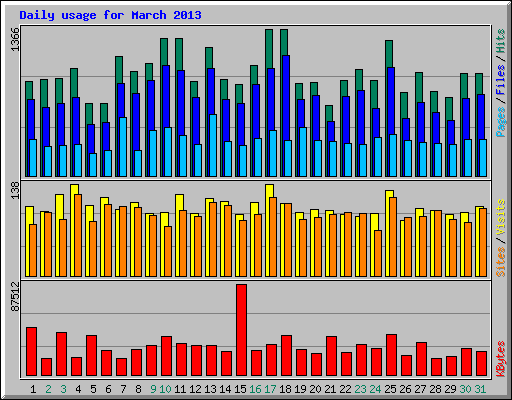 Daily usage for March 2013
1366
Pages / Files / Hits
138
Sites / Visits
87512
KBytes
1 2 3 4 5 6 7 8 9 10 11 12 13 14 15 16 17 18 19 20 21 22 23 24 25 26 27 28 29 30 31